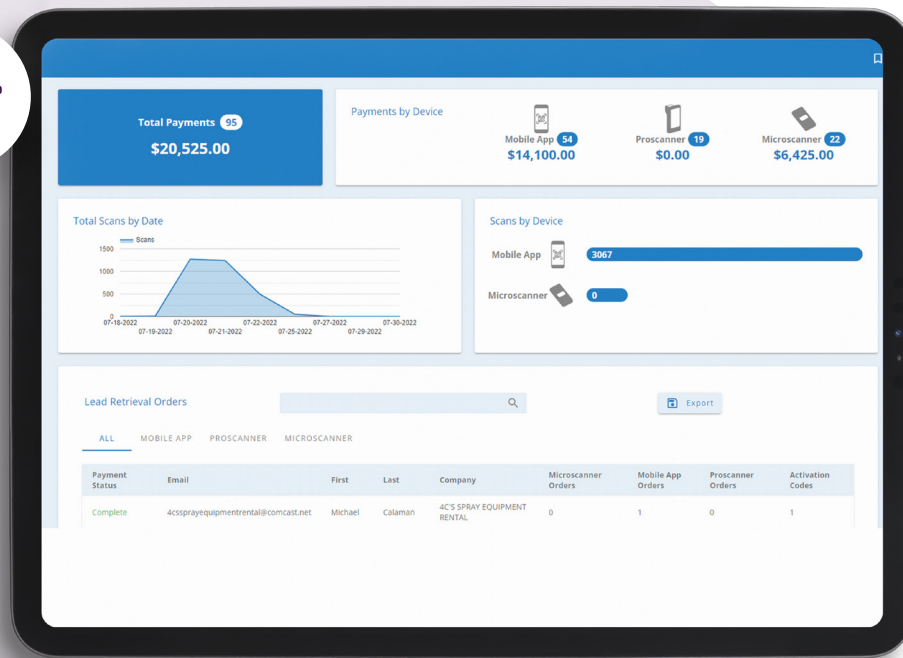 Total Payments 95
$20,525.00
Payments by Device
Mobile App 54
$14,100.00
Proscanner 19
$0.00
Microscanner 22
$6,425.00
Total Scans by Date
Scans
1500
1000
500
0
07-18-2022 07-20-2022 07-22-2022 07-27-2022 07-30-2022
07-19-2022 07-21-2022 07-25-2022 07-29-2022
Scans by Device
Mobile App 3067
Microscanner 0
Lead Retrieval Orders
Export
ALL MOBILE APP PROSCANNER MICROSCANNER
Payment Status Email First Last Company Microscanner Orders Mobile App Orders Proscanner Orders Activation Codes
Complete 4cssprayequipmentrental@comcast.net Michael Calaman 4C'S SPRAY EQUIPMENT RENTAL 0 1 0 1